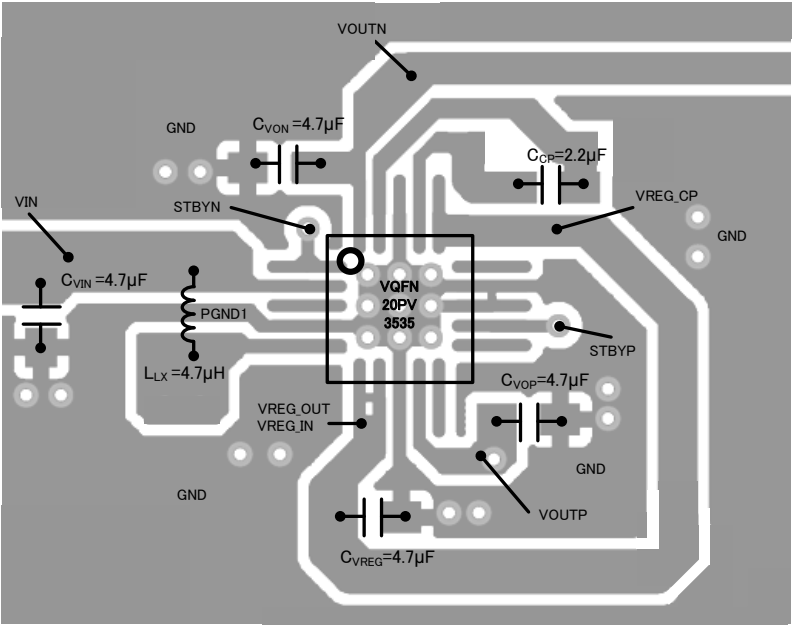 VOUTN
GND
CVON =4.7μF
CCP=2.2μF
VIN
STBYN
VREG_CP
GND
CVIN =4.7μF
VQFN
20PV
3535
PGND1
STBYP
LLX =4.7μH
CVOP=4.7μF
VREG_OUT
VREG_IN
GND
GND
VOUTP
CVREG=4.7μF